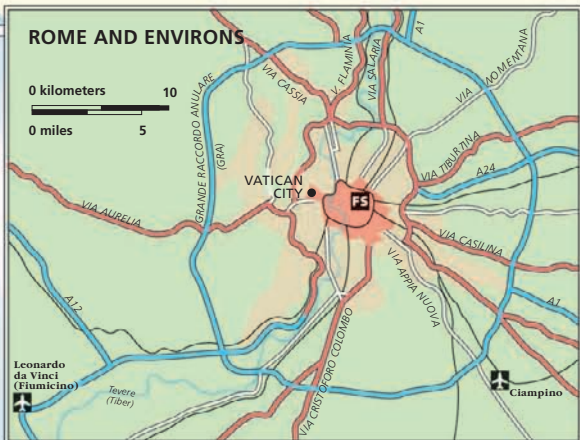 ROME AND ENVIRONS
0 kilometers 10
0 miles 5
A1
VIA CASSIA
V. FLAMINIA
VIA SALARIA
VIA NOMENTANA
GRANDE RACCORDO ANULARE
(GRA)
VIA TIBURTINA
A24
VATICAN
CITY
FS
VIA AURELIA
VIA CASILINA
VIA APPIA NUOVA
A1
A12
VIA CRISTOFORO COLOMBO
Leonardo
da Vinci
(Fiumicino)
Tevere
(Tiber)
Ciampino